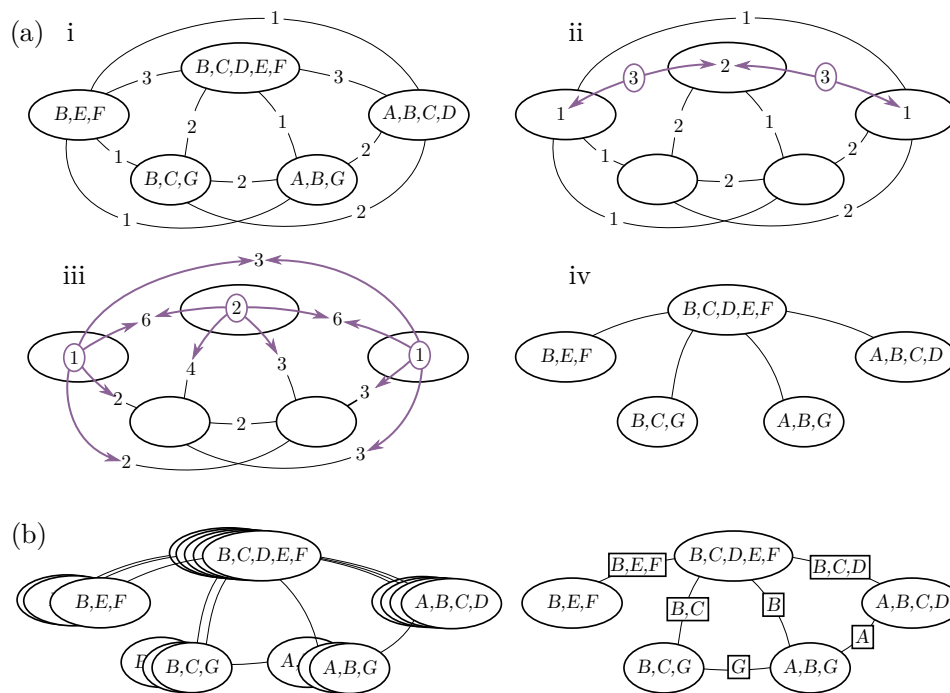 (a) i
1
B,C,D,E,F
3 3
B,E,F A,B,C,D
2 1
1 2
B,C,G 2 A,B,G
1 2
ii
1
3 2 3
1 1
2 1
1 2
2
1 2
iii
3
2
6 6
1 1
4 3
2 3
2
2 3
iv
B,C,D,E,F
B,E,F A,B,C,D
B,C,G A,B,G
(b)
B,C,D,E,F
B,E,F A,B,C,D
B A,
B,C,G A,B,G
B,C,D,E,F
B,E,F B,C,D
B,E,F A,B,C,D
B,C B
A
B,C,G G A,B,G